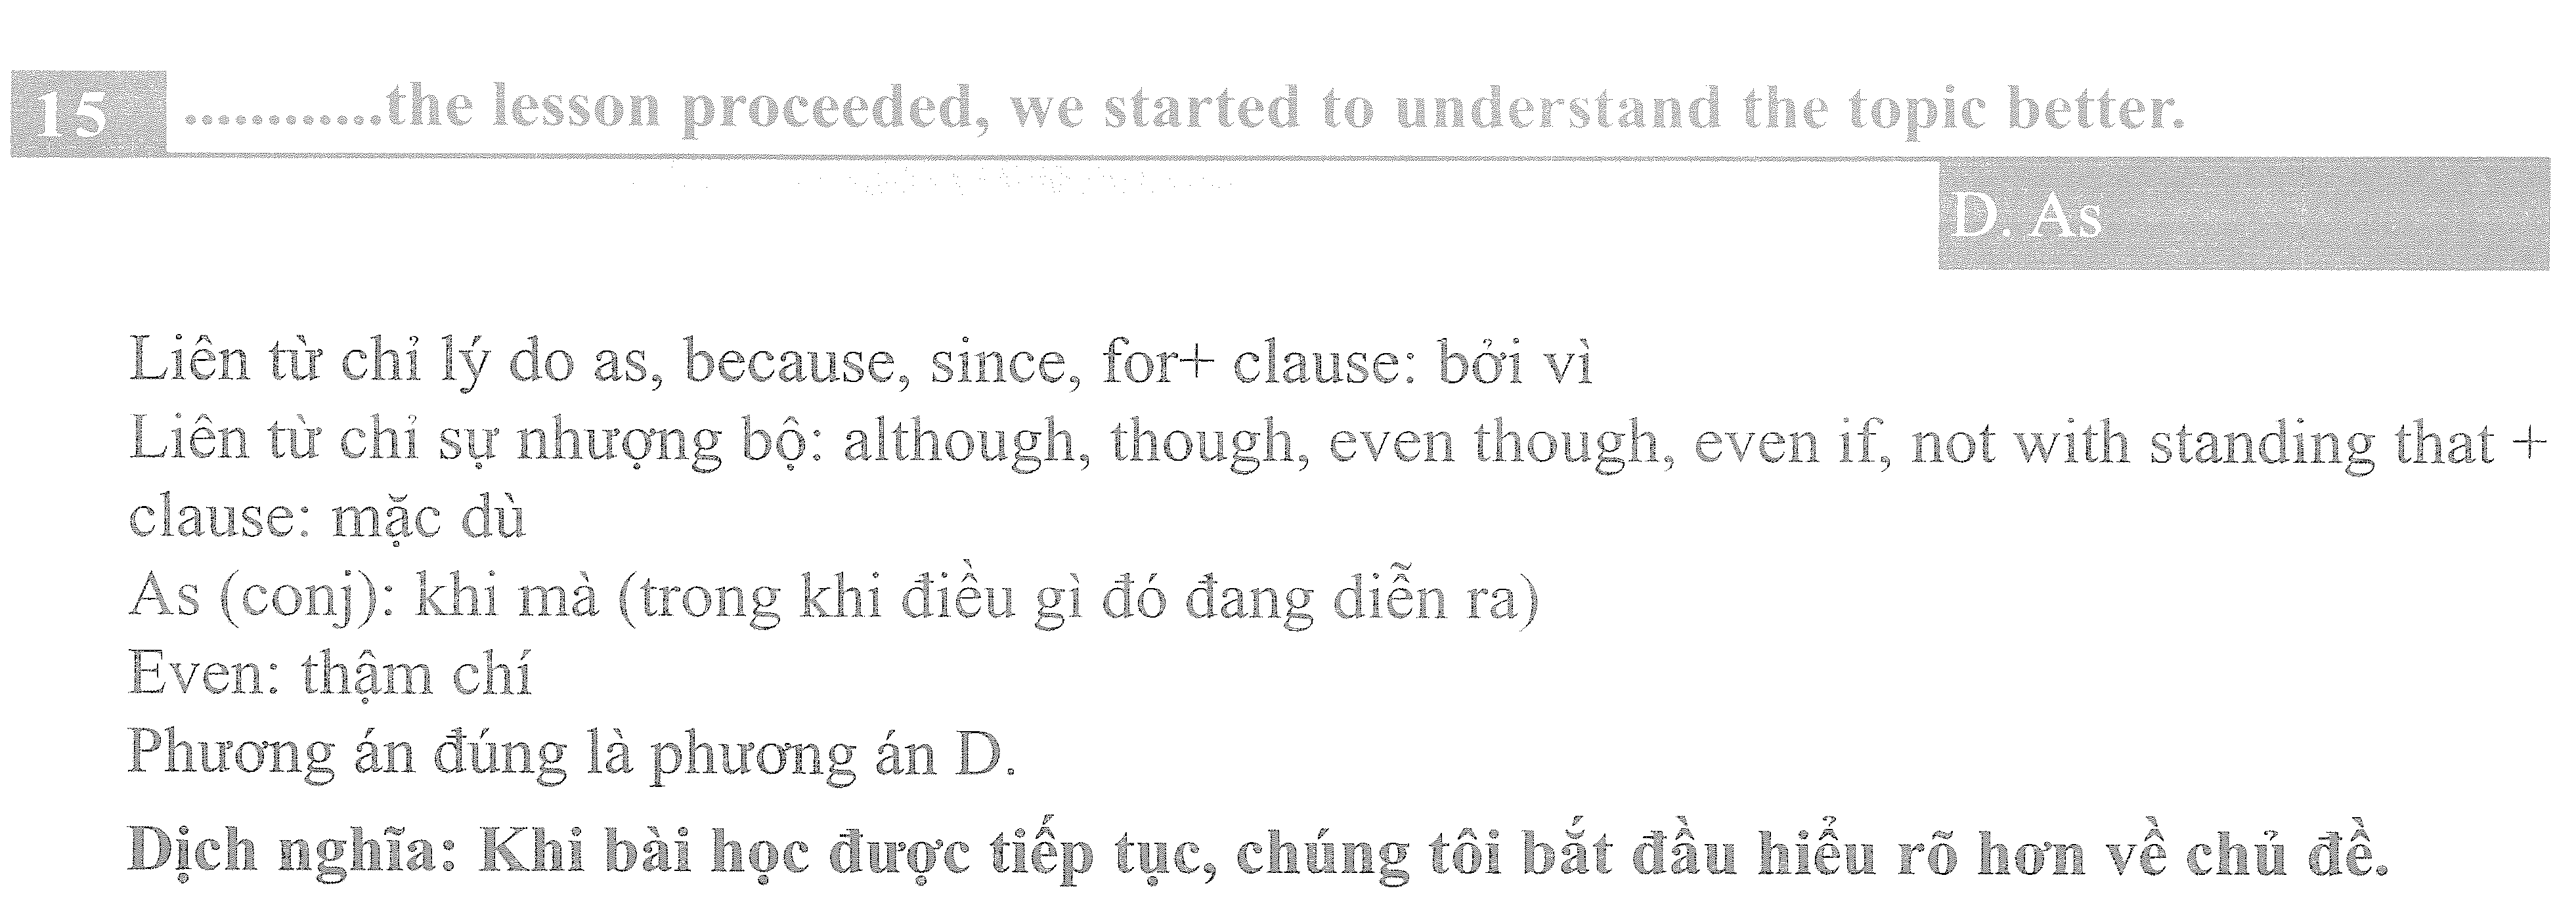 15 ............the lesson proceeded, we started to understand the topic better.
D. As
Liên từ chỉ lý do as, because, since, for+ clause: bởi vì
Liên từ chỉ sự nhượng bộ: although, though, even though, even if, not with standing that +
clause: mặc dù
As (conj): khi mà (trong khi điều gì đó đang diễn ra)
Even: thậm chí
Phương án đúng là phương án D.
Dịch nghĩa: Khi bài học được tiếp tục, chúng tôi bắt đầu hiểu rõ hơn về chủ đề.